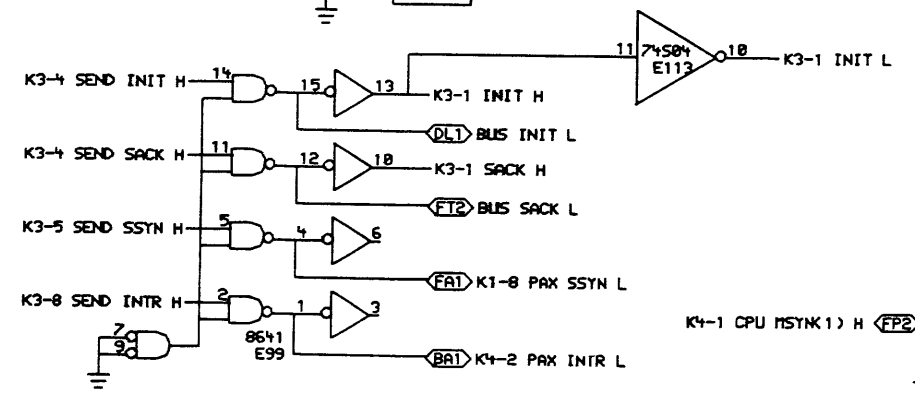 11 74S04 10 K3-1 INIT L
E113
K3-4 SEND INIT H 14 15 13 K3-1 INIT H
DL1 BUS INIT L
K3-4 SEND SACK H 11 12 10 K3-1 SACK H
FT2 BUS SACK L
K3-5 SEND SSYN H 5 4 6
FA1 K1-8 PAX SSYN L
K3-8 SEND INTR H 2 1 3
8641
E99
7
9
BA1 K4-2 PAX INTR L
K4-1 CPU MSYN(1) H FP2